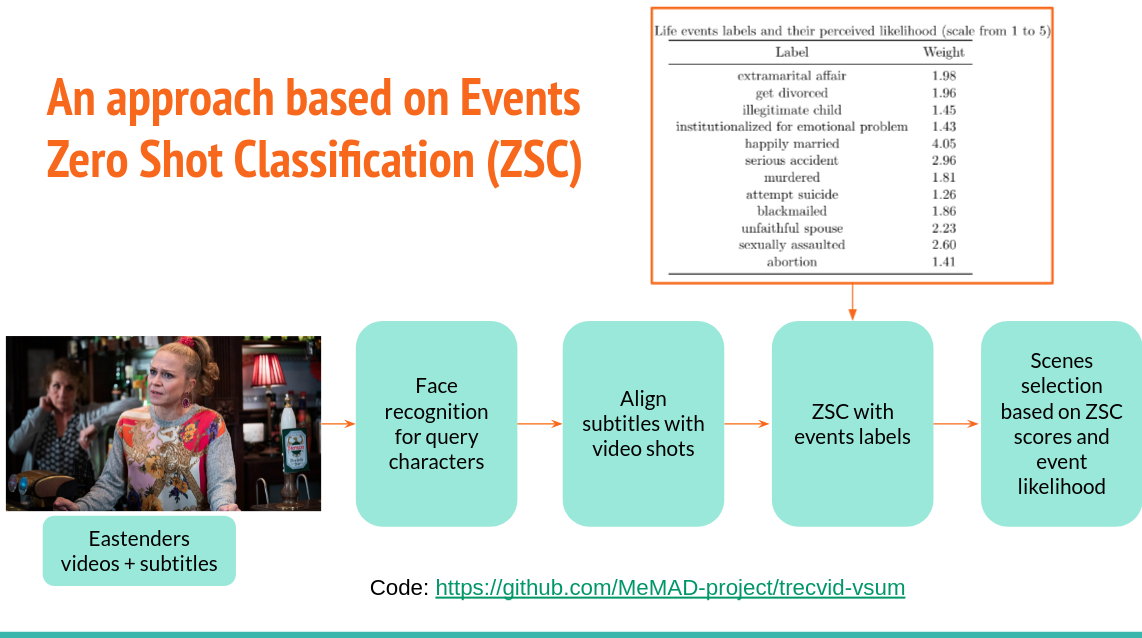 An approach based on Events
Zero Shot Classification (ZSC)
Life events labels and their perceived likelihood (scale from 1 to 5)
Label Weight
extramarital affair 1.98
get divorced 1.96
illegitimate child 1.45
institutionalized for emotional problem 1.43
happily married 4.05
serious accident 2.96
murdered 1.81
attempt suicide 1.26
blackmailed 1.86
unfaithful spouse 2.23
sexually assaulted 2.60
abortion 1.41
Eastenders
videos + subtitles
Face
recognition
for query
characters
Align
subtitles with
video shots
ZSC with
events labels
Scenes
selection
based on ZSC
scores and
event
likelihood
Code: https://github.com/MeMAD-project/trecvid-vsum